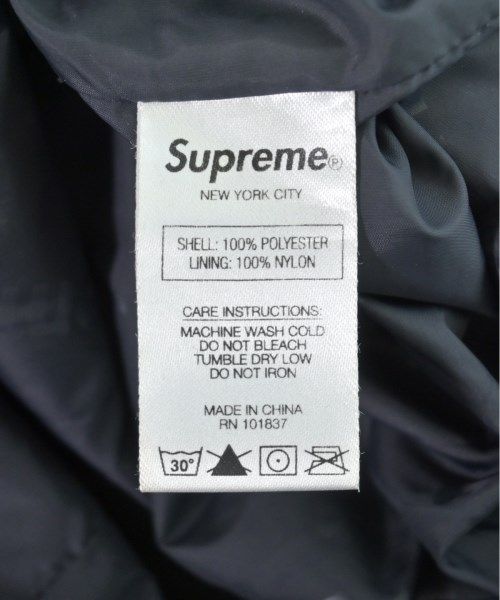 Supreme®
NEW YORK CITY
SHELL: 100% POLYESTER
LINING: 100% NYLON
CARE INSTRUCTIONS:
MACHINE WASH COLD
DO NOT BLEACH
TUMBLE DRY LOW
DO NOT IRON
MADE IN CHINA
RN 101837
30°